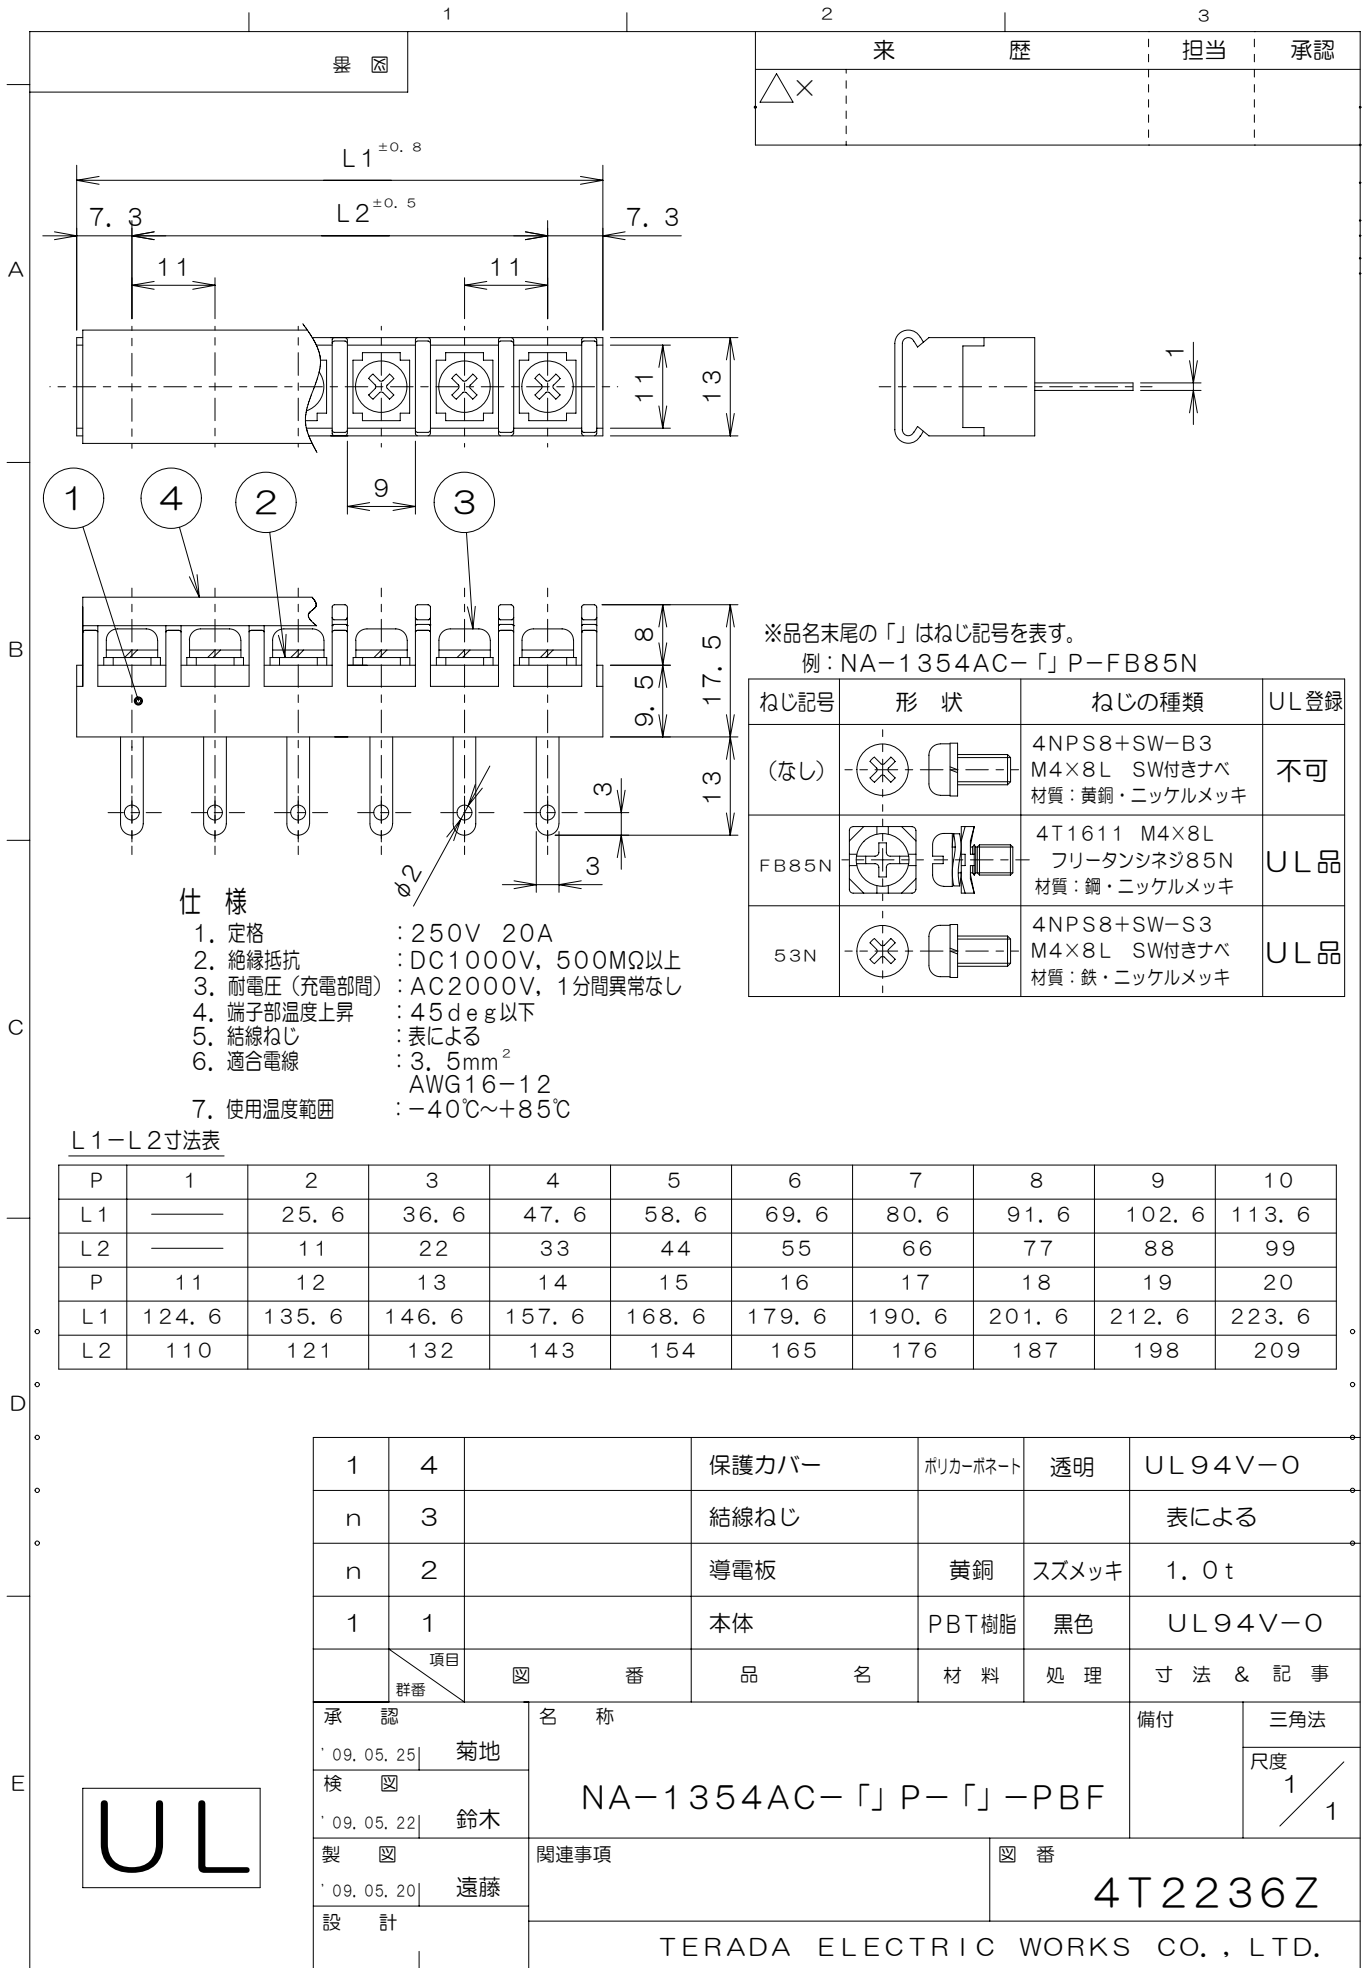 1 2 3
図番
来歴 担当 承認
△×
A
B
C
D
E
L1±0.8
7.3 L2±0.5 7.3
11 11
11 13
1
9
① ④ ② ③
8
9.5
17.5
13
3
3
φ2
※品名末尾の「」はねじ記号を表す。
例:NA-1354AC-「」P-FB85N
ねじ記号 形状 ねじの種類 UL登録
(なし) 4NPS8+SW-B3 不可
M4×8L SW付きナベ
材質:黄銅・ニッケルメッキ
FB85N 4T1611 M4×8L UL品
フリータンシネジ85N
材質:鋼・ニッケルメッキ
53N 4NPS8+SW-S3 UL品
M4×8L SW付きナベ
材質:鉄・ニッケルメッキ
仕様
1. 定格 :250V 20A
2. 絶縁抵抗 :DC1000V, 500MΩ以上
3. 耐電圧(充電部間) :AC2000V, 1分間異常なし
4. 端子部温度上昇 :45deg以下
5. 結線ねじ :表による
6. 適合電線 :3.5mm²
AWG16-12
7. 使用温度範囲 :-40℃~+85℃
L1-L2寸法表
P 1 2 3 4 5 6 7 8 9 10
L1 ── 25.6 36.6 47.6 58.6 69.6 80.6 91.6 102.6 113.6
L2 ── 11 22 33 44 55 66 77 88 99
P 11 12 13 14 15 16 17 18 19 20
L1 124.6 135.6 146.6 157.6 168.6 179.6 190.6 201.6 212.6 223.6
L2 110 121 132 143 154 165 176 187 198 209
1 4 保護カバー ポリカーボネート 透明 UL94V-0
n 3 結線ねじ 表による
n 2 導電板 黄銅 スズメッキ 1.0t
1 1 本体 PBT樹脂 黒色 UL94V-0
項目
群番 図番 品名 材料 処理 寸法&記事
承認 '09.05.25 菊地
検図 '09.05.22 鈴木
製図 '09.05.20 遠藤
設計
名称
NA-1354AC-「」P-「」-PBF
備付 三角法
尺度 1/1
関連事項
図番
4T2236Z
TERADA ELECTRIC WORKS CO., LTD.
UL